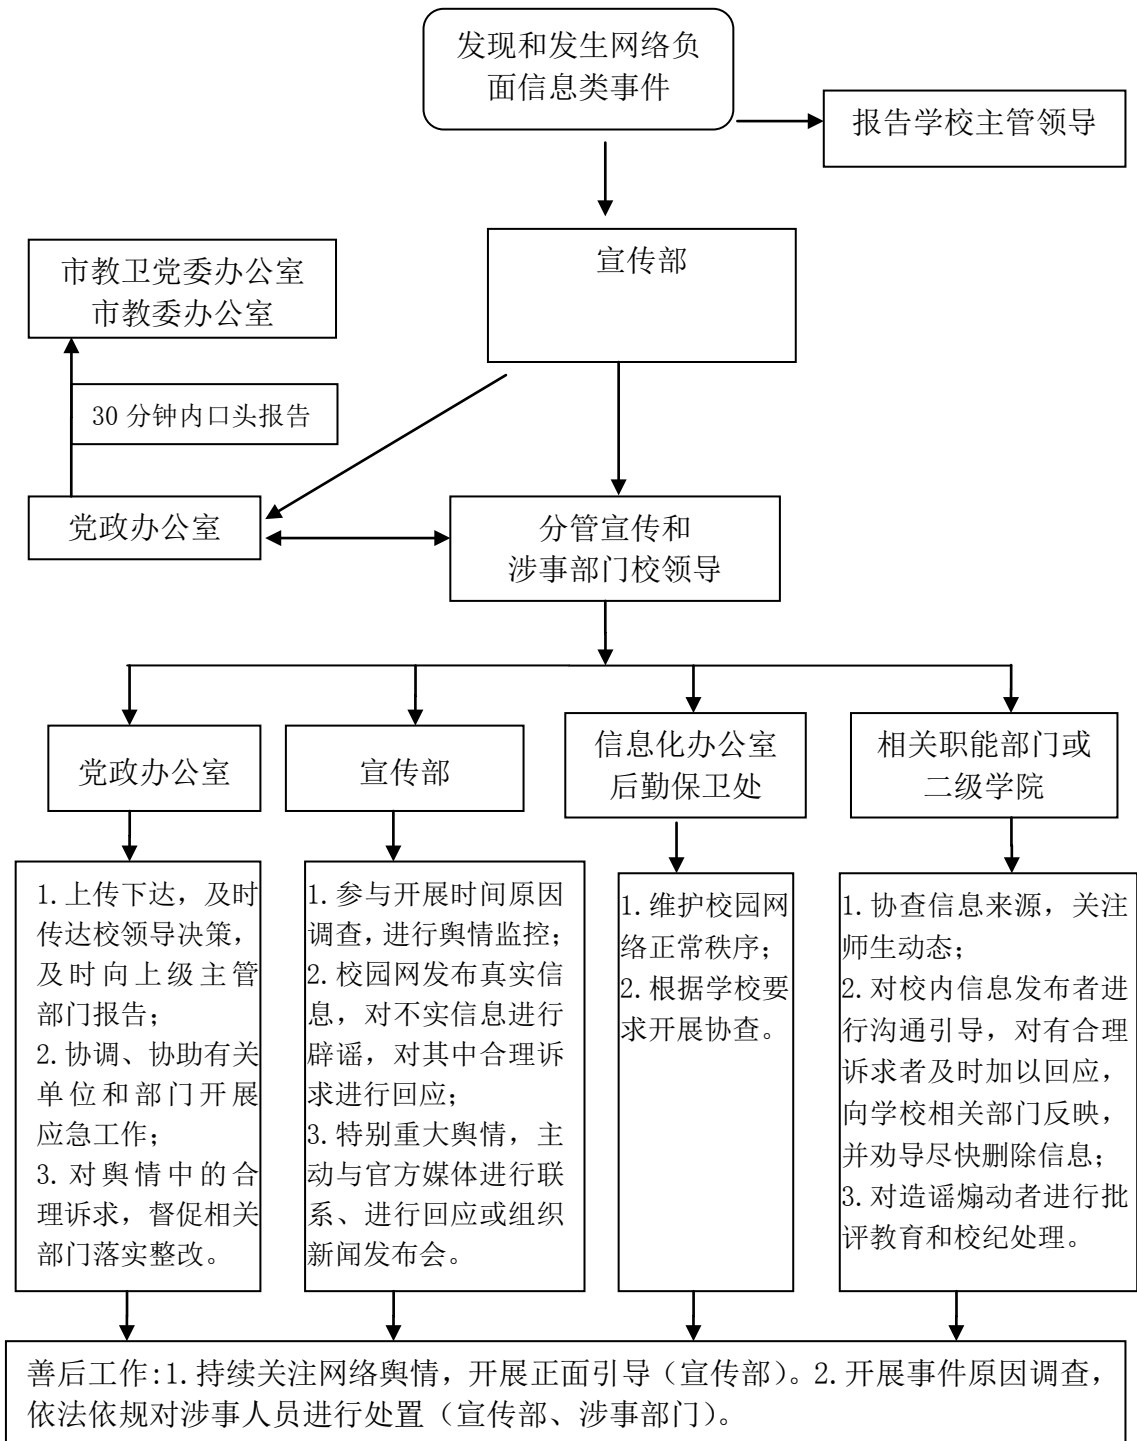 发现和发生网络负
面信息类事件
报告学校主管领导
宣传部
市教卫党委办公室
市教委办公室
30 分钟内口头报告
党政办公室
分管宣传和
涉事部门校领导
党政办公室
宣传部
信息化办公室
后勤保卫处
相关职能部门或
二级学院
1.上传下达，及时
传达校领导决策，
及时向上级主管
部门报告；
2.协调、协助有关
单位和部门开展
应急工作；
3.对舆情中的合
理诉求，督促相关
部门落实整改。
1.参与开展时间原因
调查,进行舆情监控；
2.校园网发布真实信
息，对不实信息进行
辟谣，对其中合理诉
求进行回应；
3.特别重大舆情，主
动与官方媒体进行联
系、进行回应或组织
新闻发布会。
1.维护校园网
络正常秩序；
2.根据学校要
求开展协查。
1.协查信息来源，关注
师生动态；
2.对校内信息发布者进
行沟通引导，对有合理
诉求者及时加以回应，
向学校相关部门反映，
并劝导尽快删除信息；
3.对造谣煽动者进行批
评教育和校纪处理。
善后工作:1.持续关注网络舆情，开展正面引导（宣传部）。2.开展事件原因调查，
依法依规对涉事人员进行处置（宣传部、涉事部门）。